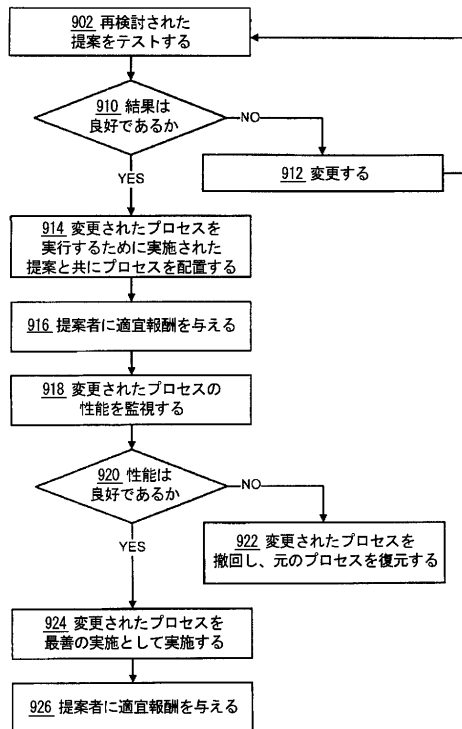 902 再検討された
提案をテストする
910 結果は
良好であるか
NO
912 変更する
YES
914 変更されたプロセスを
実行するために実施された
提案と共にプロセスを配置する
916 提案者に適宜報酬を与える
918 変更されたプロセスの
性能を監視する
920 性能は
良好であるか
NO
922 変更されたプロセスを
撤回し、元のプロセスを復元する
YES
924 変更されたプロセスを
最善の実施として実施する
926 提案者に適宜報酬を与える